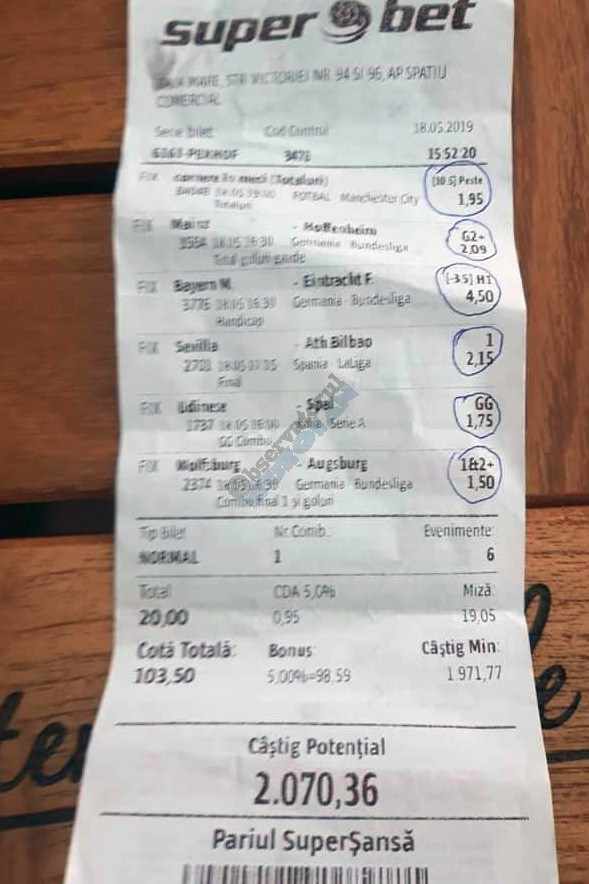 super bet
STR VICTORIEI NR 94 SI 96, AP SPATIU
COMERCIAL
Serie bilet Cod Control 18.05.2019
3471 15:52:20
FIX cornere în meci (Totaluri) [10.5] Peste
FOTBAL Manchester City 1,95
Totaluri
FIX Mainz - Hoffenheim G2+
Germania Bundesliga 2,09
Total goluri gazde
FIX Bayern M. - Eintracht F. [-3.5] H1
Germania Bundesliga 4,50
Handicap
FIX Sevilla - Ath Bilbao 1
Spania LaLiga 2,15
Final
FIX Udinese - Spal GG
Italia Serie A 1,75
GG Combo
FIX Wolfsburg - Augsburg 1&2+
Germania Bundesliga 1,50
Combo final 1 și goluri
Tip Bilet Nr Comb. Evenimente:
NORMAL 1 6
Total CDA 5,0% Miză:
20,00 0,95 19,05
Cotă Totală: Bonus: Câștig Min:
103,50 5,00%=98,59 1.971,77
Câștig Potențial
2.070,36
Pariul SuperȘansă